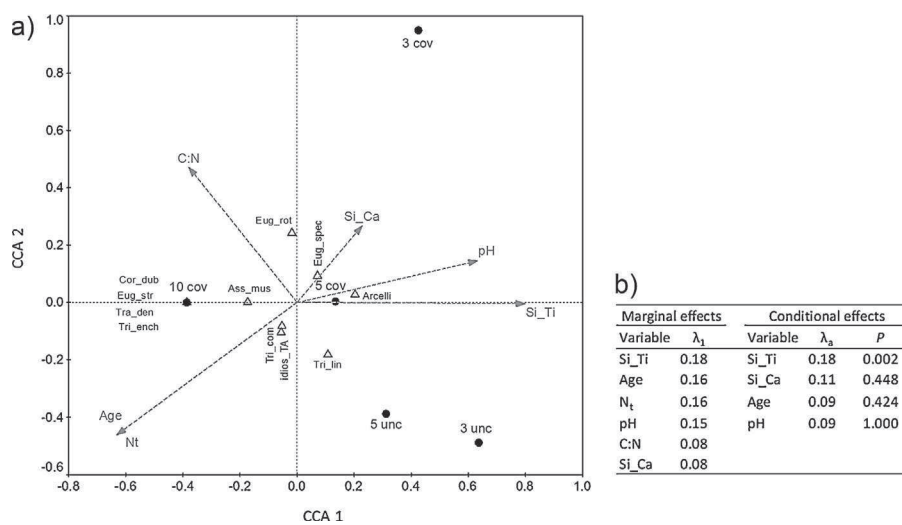 a)
1.0
0.8
0.6
0.4
0.2
0.0
-0.2
-0.4
-0.6
CCA 2
3 cov
C:N
Eug_rot
Eug_spec
Si_Ca
pH
Cor_dub
Eug_str
Tra_den
Tri_ench
10 cov
Ass_mus
5 cov
Arcelli
Si_Ti
Tri_com
idios_TA
Tri_lin
Age
Nt
5 unc
3 unc
-0.8 -0.6 -0.4 -0.2 0.0 0.2 0.4 0.6 0.8 1.0
CCA 1
b)
Marginal effects Conditional effects
Variable λ1 Variable λa P
Si_Ti 0.18 Si_Ti 0.18 0.002
Age 0.16 Si_Ca 0.11 0.448
Nt 0.16 Age 0.09 0.424
pH 0.15 pH 0.09 1.000
C:N 0.08
Si_Ca 0.08